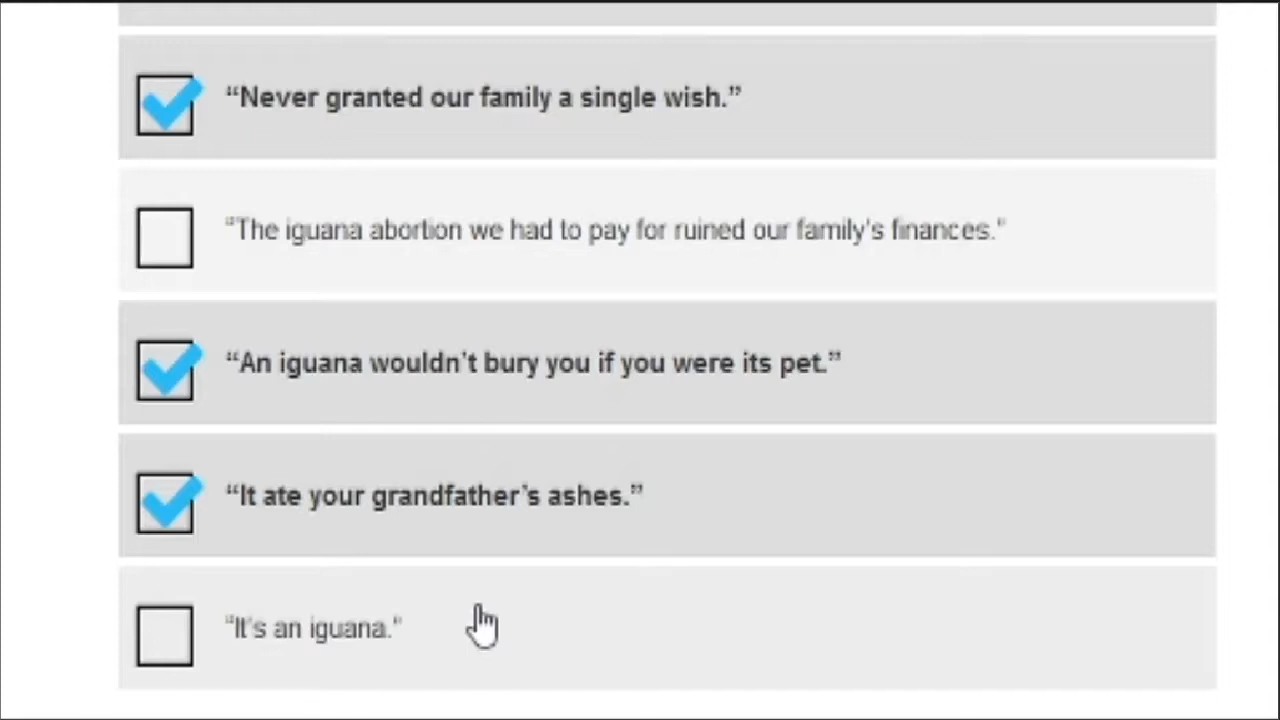 “Never granted our family a single wish.”
“The iguana abortion we had to pay for ruined our family's finances.”
“An iguana wouldn't bury you if you were its pet.”
“It ate your grandfather's ashes.”
“It's an iguana.”